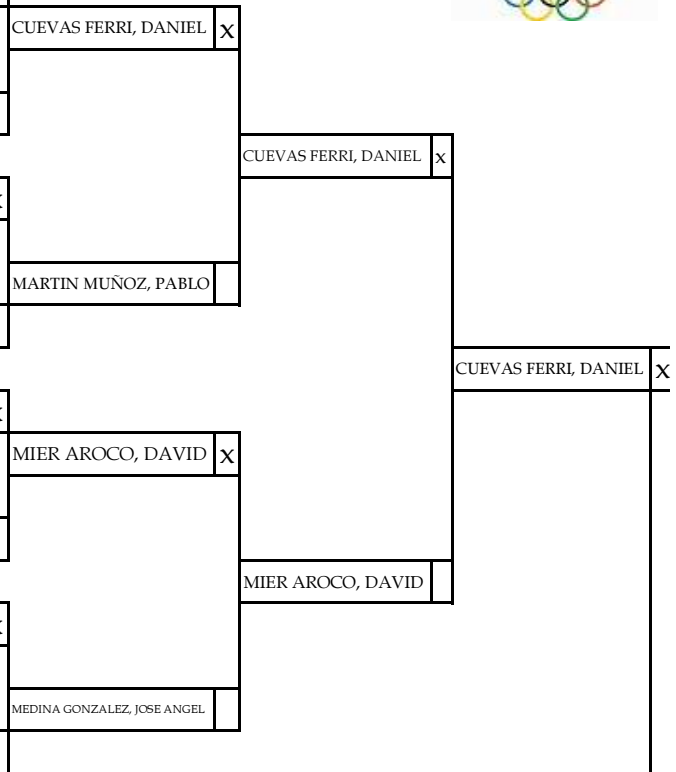 CUEVAS FERRI, DANIEL X
CUEVAS FERRI, DANIEL x
MARTIN MUÑOZ, PABLO
CUEVAS FERRI, DANIEL X
MIER AROCO, DAVID X
MIER AROCO, DAVID
MEDINA GONZALEZ, JOSE ANGEL